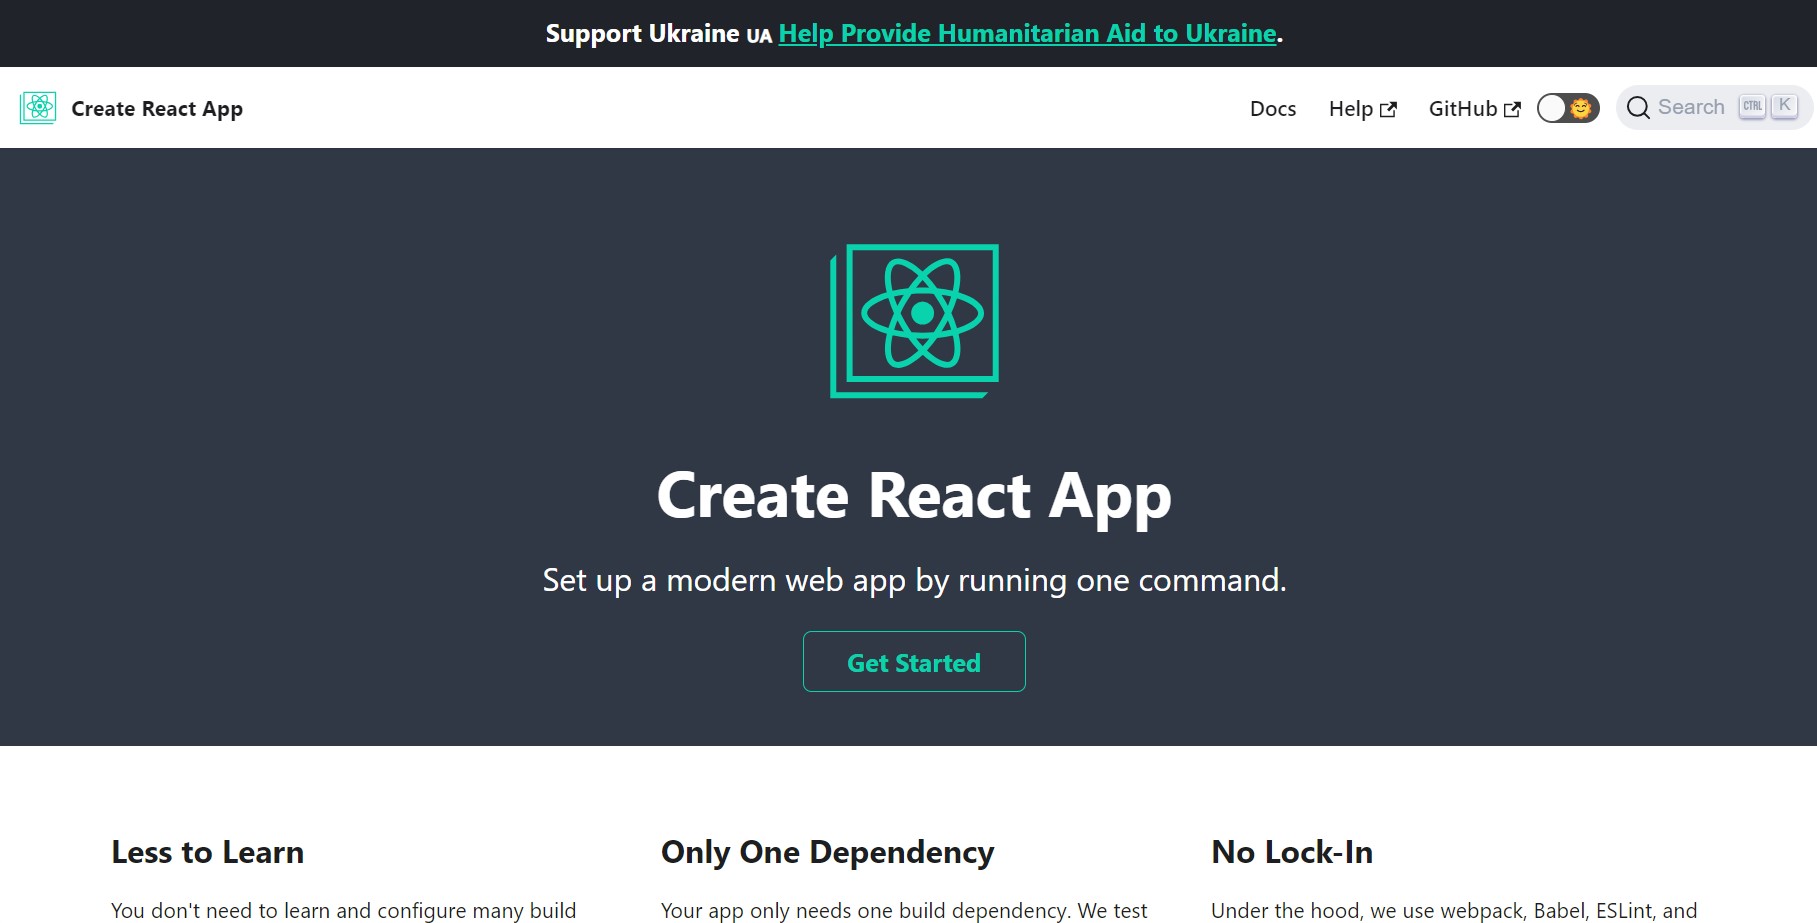 Support Ukraine UA Help Provide Humanitarian Aid to Ukraine.
Create React App
Docs Help GitHub Search CTRL K
Create React App
Set up a modern web app by running one command.
Get Started
Less to Learn
You don't need to learn and configure many build
Only One Dependency
Your app only needs one build dependency. We test
No Lock-In
Under the hood, we use webpack, Babel, ESLint, and